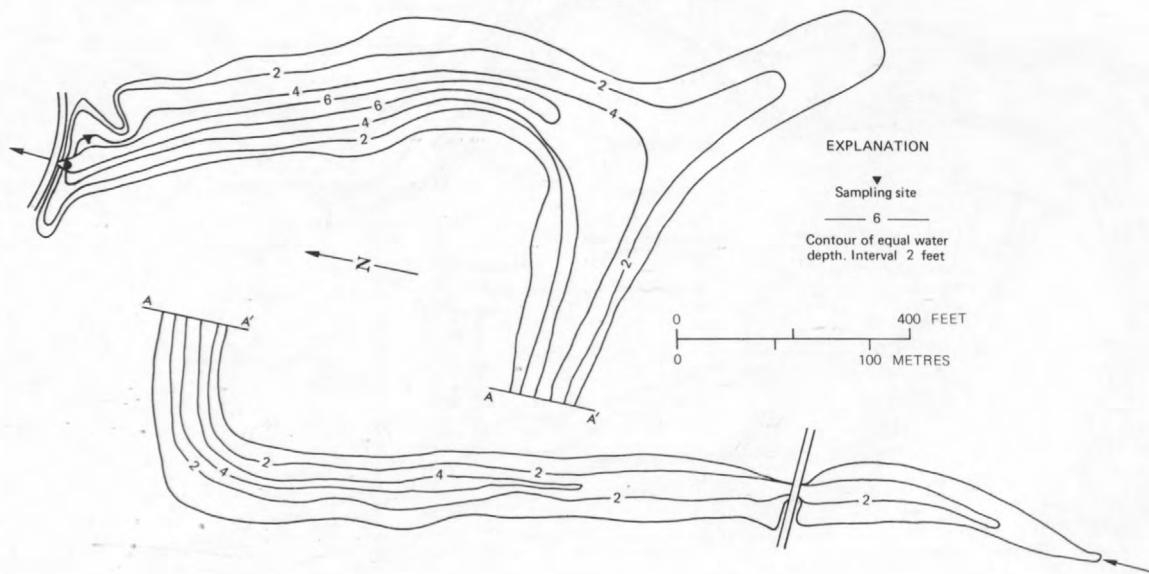 2
2
4
4
6
6
4
2
2
EXPLANATION
Sampling site
6
Contour of equal water
depth. Interval 2 feet
N
0 400 FEET
0 100 METRES
A A'
A A'
2
2
4
4
2
2
2